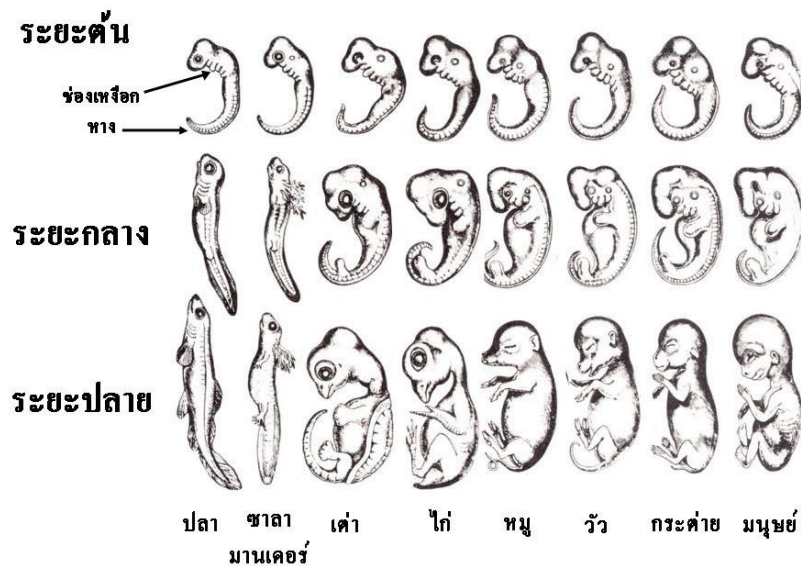 ระยะต้น
ช่องเหงือก
หาง
ระยะกลาง
ระยะปลาย
ปลา ซาลา เต่า ไก่ หมู วัว กระต่าย มนุษย์
มานเดอร์